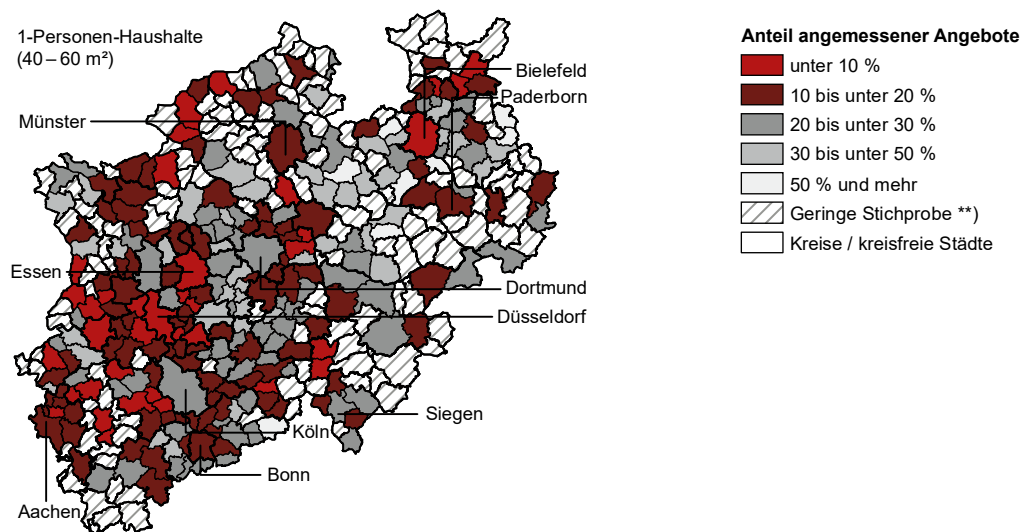 1-Personen-Haushalte
(40 – 60 m²)
Bielefeld
Paderborn
Münster
Essen
Dortmund
Düsseldorf
Siegen
Köln
Bonn
Aachen
Anteil angemessener Angebote
unter 10 %
10 bis unter 20 %
20 bis unter 30 %
30 bis unter 50 %
50 % und mehr
Geringe Stichprobe **)
Kreise / kreisfreie Städte